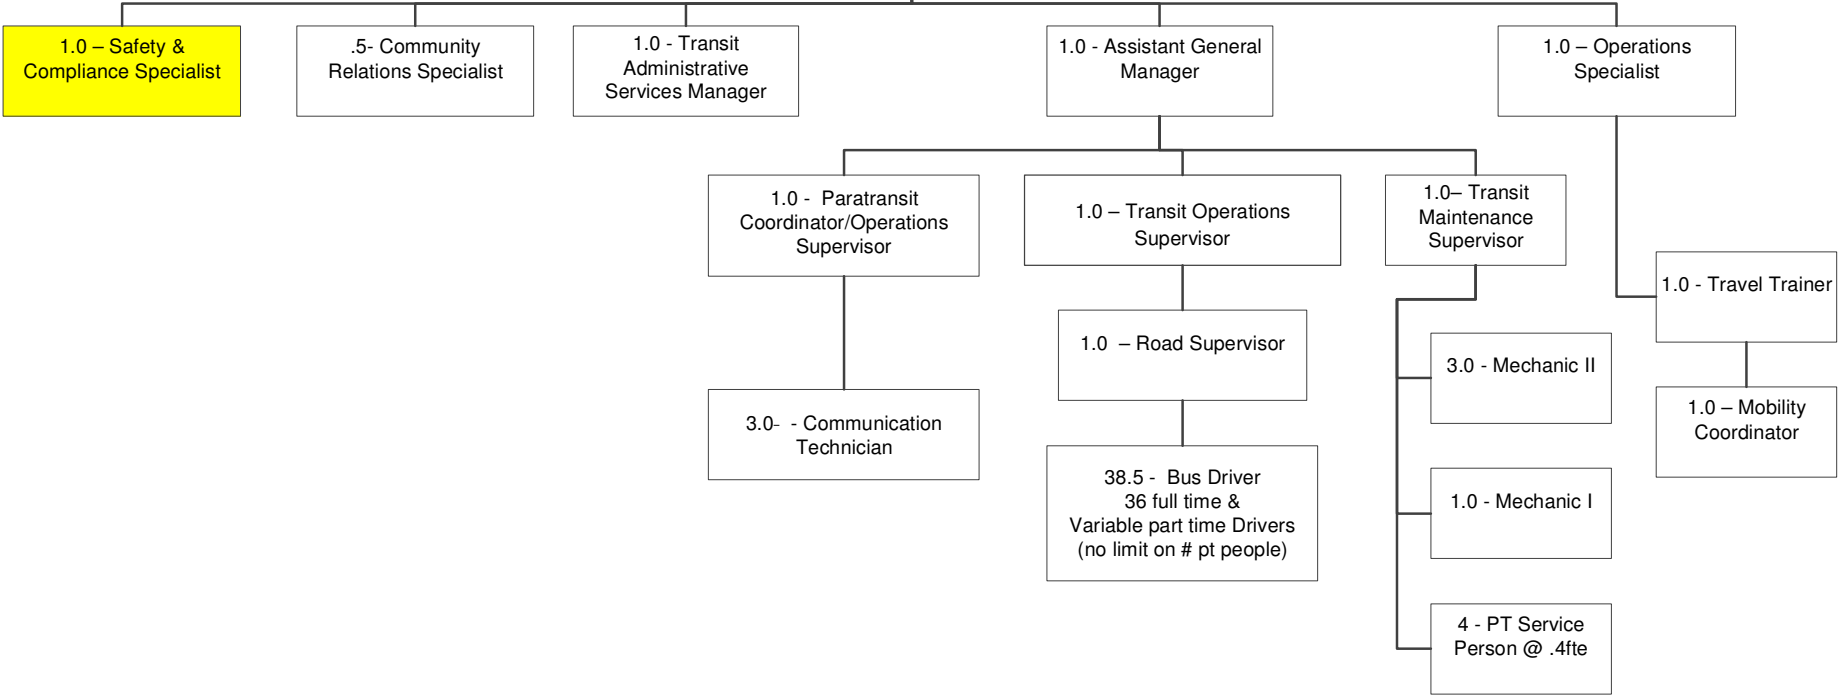 1.0 – Safety &
Compliance Specialist
.5- Community
Relations Specialist
1.0 - Transit
Administrative
Services Manager
1.0 - Assistant General
Manager
1.0 – Operations
Specialist
1.0 -  Paratransit
Coordinator/Operations
Supervisor
1.0 – Transit Operations
Supervisor
1.0– Transit
Maintenance
Supervisor
1.0 - Travel Trainer
1.0  – Road Supervisor
3.0 - Mechanic II
3.0-  - Communication
Technician
1.0 – Mobility
Coordinator
38.5 -  Bus Driver
36 full time &
Variable part time Drivers
(no limit on # pt people)
1.0 - Mechanic I
4 - PT Service
Person @ .4fte